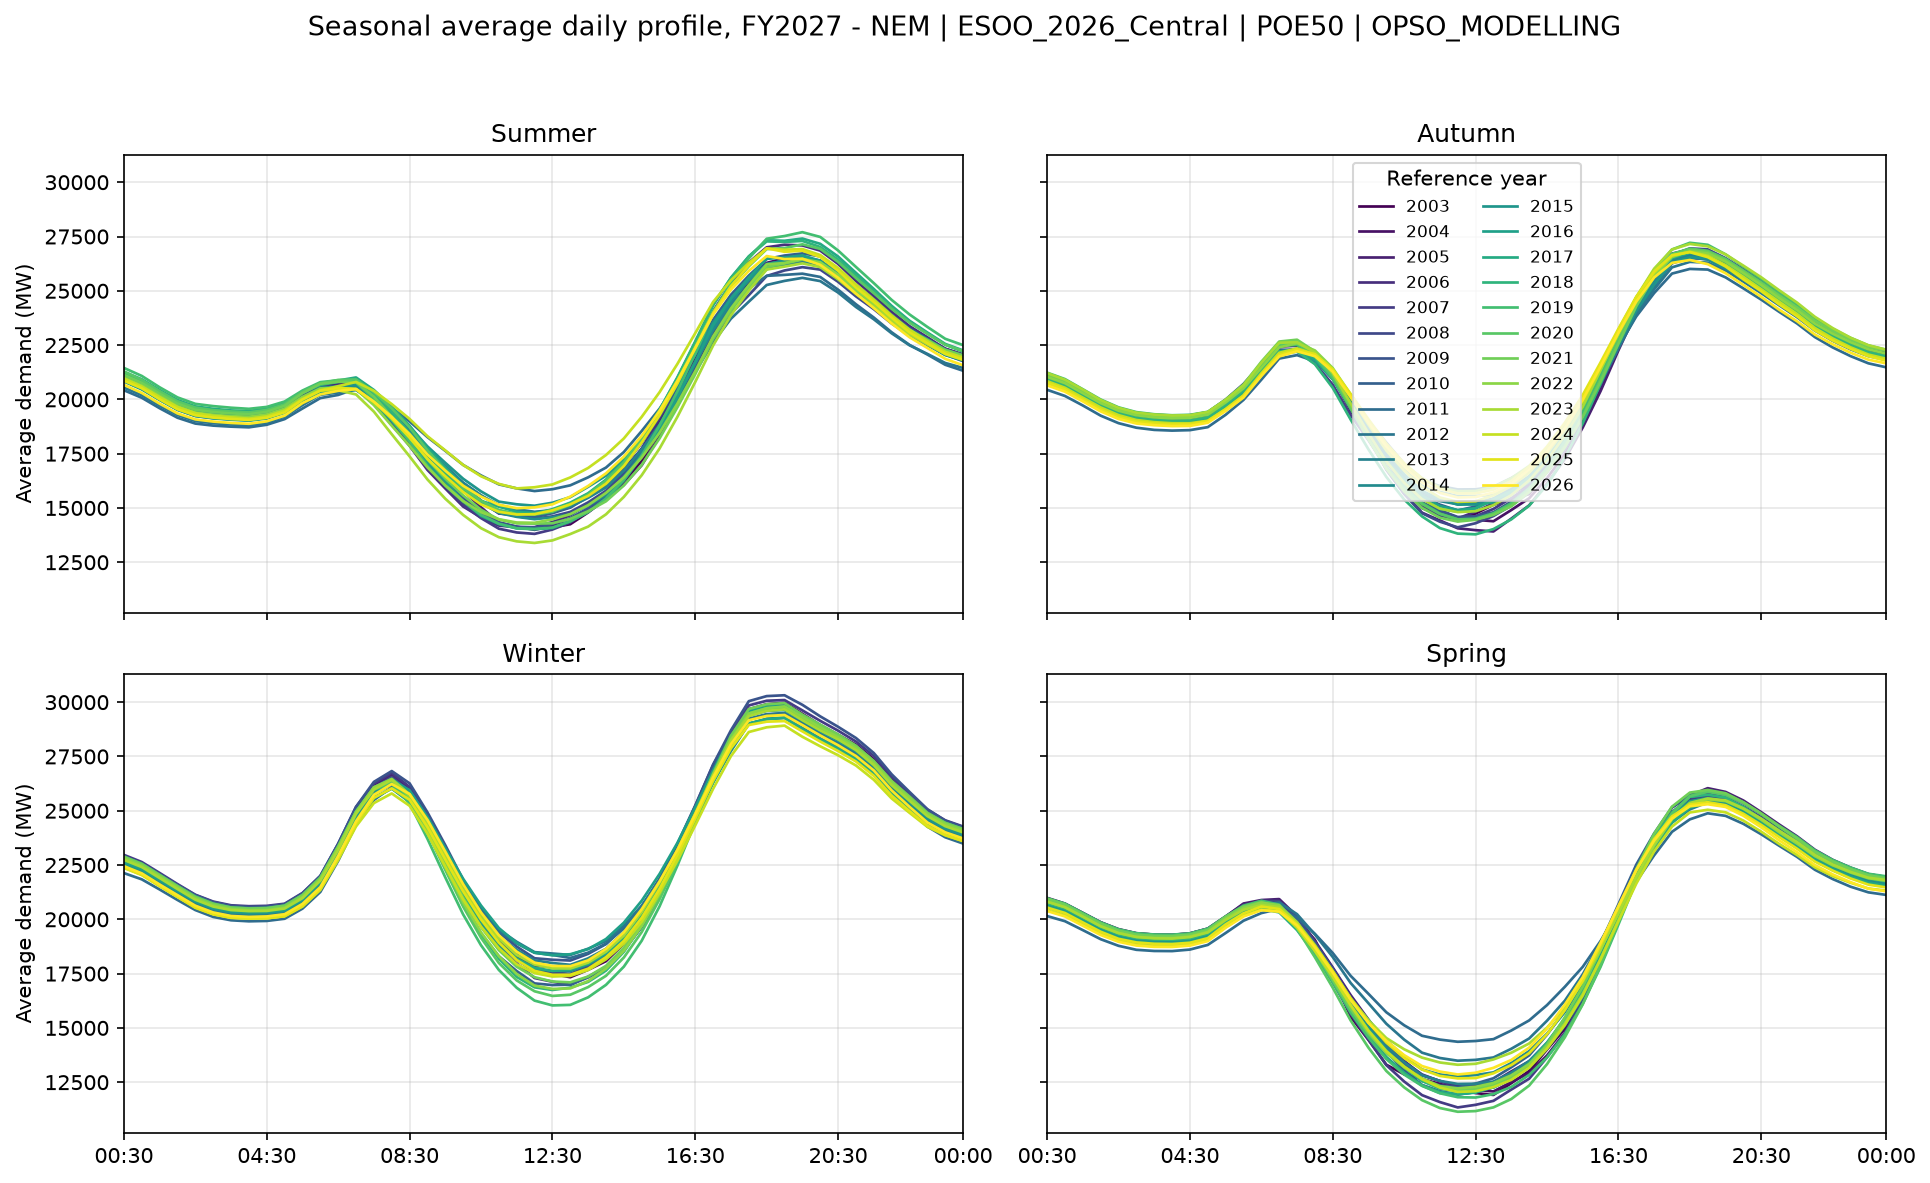 Seasonal average daily profile, FY2027 - NEM | ESOO_2026_Central | POE50 | OPSO_MODELLING
Summer
Average demand (MW)
30000
27500
25000
22500
20000
17500
15000
12500
Autumn
Reference year
2003 2015
2004 2016
2005 2017
2006 2018
2007 2019
2008 2020
2009 2021
2010 2022
2011 2023
2012 2024
2013 2025
2014 2026
Winter
Average demand (MW)
30000
27500
25000
22500
20000
17500
15000
12500
00:30 04:30 08:30 12:30 16:30 20:30 00:00
Spring
00:30 04:30 08:30 12:30 16:30 20:30 00:00